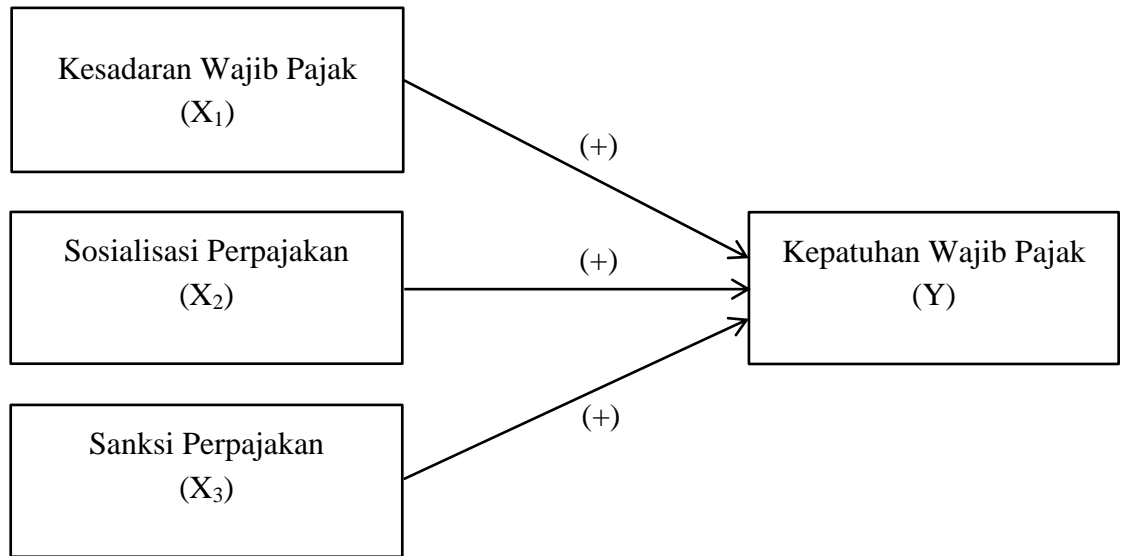 Kesadaran Wajib Pajak
(X₁)
(+)
Sosialisasi Perpajakan
(X₂)
(+)
Kepatuhan Wajib Pajak
(Y)
Sanksi Perpajakan
(X₃)
(+)